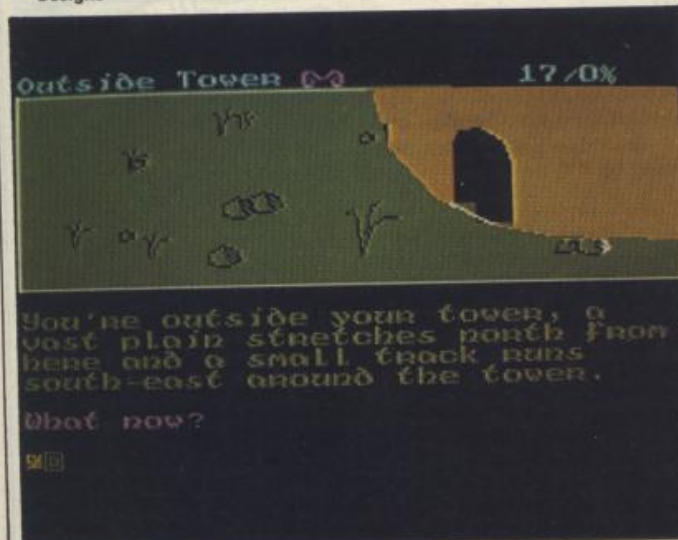 Designs
Outside Tower 17/0%
You're outside your tower, a
vast plain stretches north from
here and a small track runs
south-east around the tower.
What now?